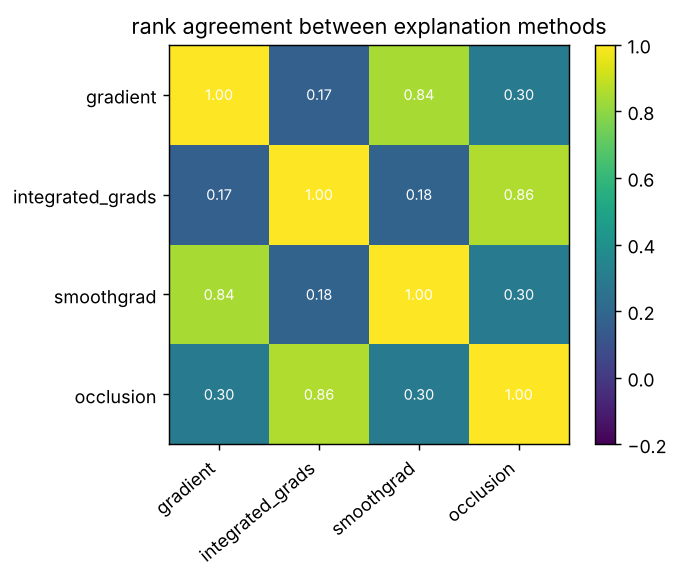 rank agreement between explanation methods
gradient
1.00 0.17 0.84 0.30
integrated_grads
0.17 1.00 0.18 0.86
smoothgrad
0.84 0.18 1.00 0.30
occlusion
0.30 0.86 0.30 1.00
gradient
integrated_grads
smoothgrad
occlusion
1.0
0.8
0.6
0.4
0.2
0.0
−0.2